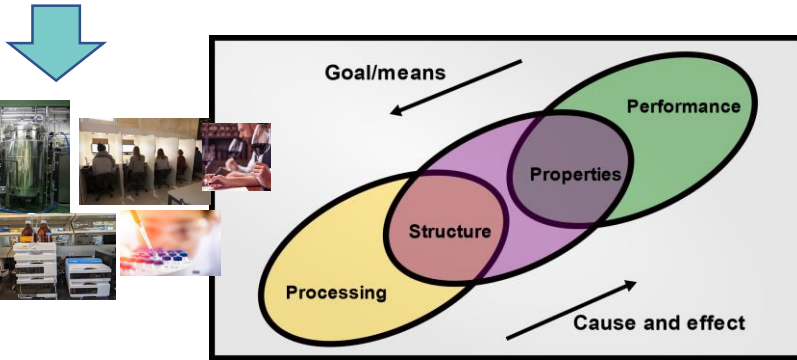 Goal/means
Performance
Properties
Structure
Processing
Cause and effect